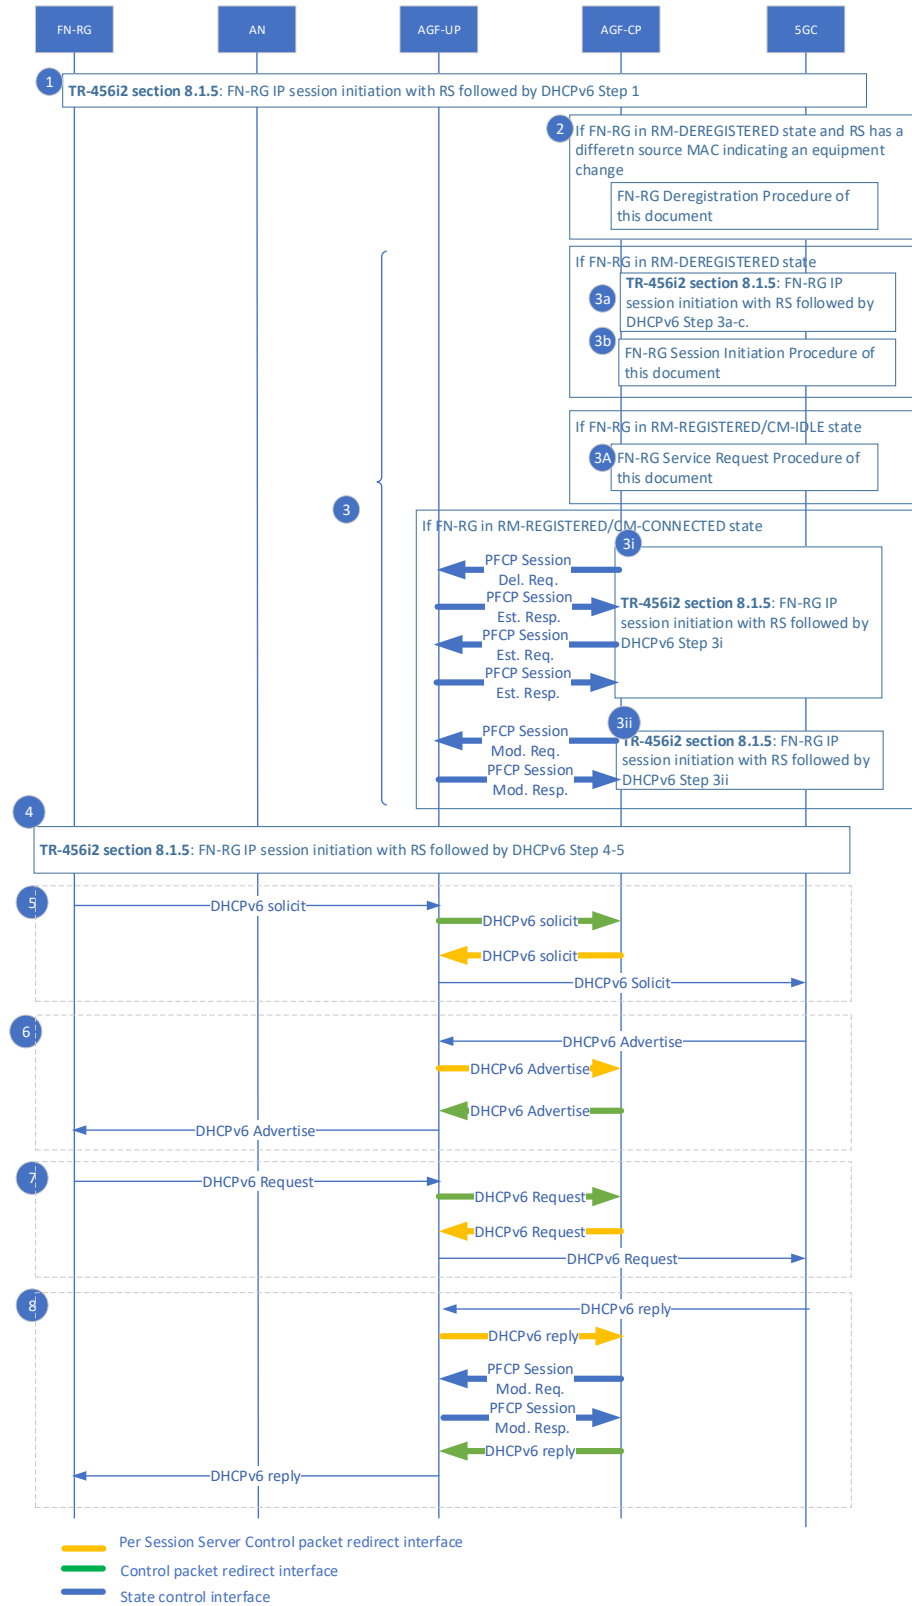 FN-RG
AN
AGF-UP
AGF-CP
5GC
1
TR-456i2 section 8.1.5: FN-RG IP session initiation with RS followed by DHCPv6 Step 1
2
If FN-RG in RM-DEREGISTERED state and RS has a
differetn source MAC indicating an equipment
change
FN-RG Deregistration Procedure of
this document
3
If FN-RG in RM-DEREGISTERED state
3a
TR-456i2 section 8.1.5: FN-RG IP
session initiation with RS followed by
DHCPv6 Step 3a-c.
3b
FN-RG Session Initiation Procedure of
this document
If FN-RG in RM-REGISTERED/CM-IDLE state
3A
FN-RG Service Request Procedure of
this document
If FN-RG in RM-REGISTERED/CM-CONNECTED state
3i
PFCP Session
Del. Req.
PFCP Session
Est. Resp.
PFCP Session
Est. Req.
PFCP Session
Est. Resp.
TR-456i2 section 8.1.5: FN-RG IP
session initiation with RS followed by
DHCPv6 Step 3i
3ii
PFCP Session
Mod. Req.
PFCP Session
Mod. Resp.
TR-456i2 section 8.1.5: FN-RG IP
session initiation with RS followed by
DHCPv6 Step 3ii
4
TR-456i2 section 8.1.5: FN-RG IP session initiation with RS followed by DHCPv6 Step 4-5
5
DHCPv6 solicit
DHCPv6 solicit
DHCPv6 solicit
DHCPv6 Solicit
6
DHCPv6 Advertise
DHCPv6 Advertise
DHCPv6 Advertise
DHCPv6 Advertise
7
DHCPv6 Request
DHCPv6 Request
DHCPv6 Request
DHCPv6 Request
8
DHCPv6 reply
DHCPv6 reply
PFCP Session
Mod. Req.
PFCP Session
Mod. Resp.
DHCPv6 reply
DHCPv6 reply
Per Session Server Control packet redirect interface
Control packet redirect interface
State control interface